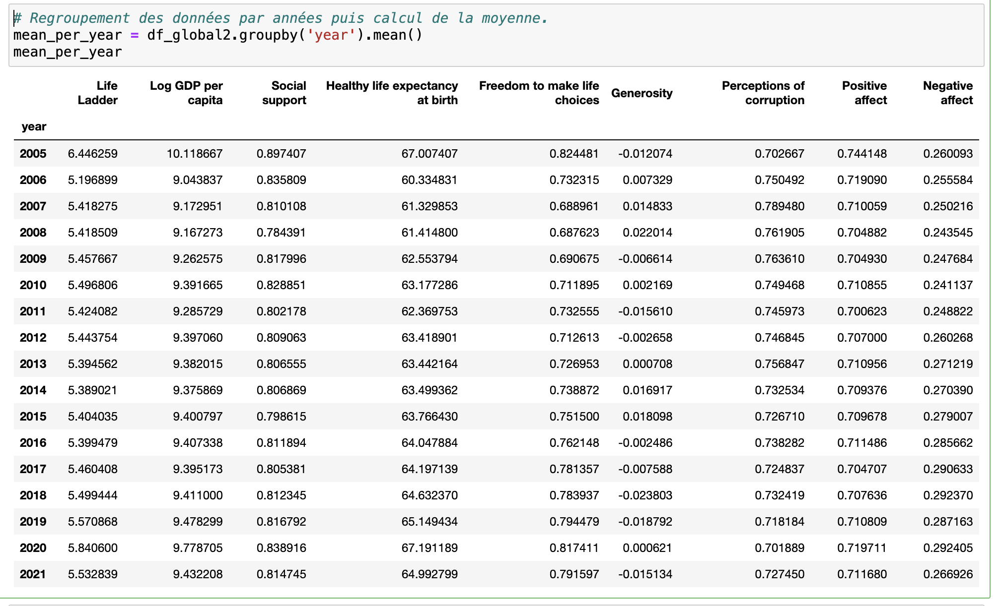 # Regroupement des données par années puis calcul de la moyenne.
mean_per_year = df_global2.groupby('year').mean()
mean_per_year
Life Ladder Log GDP per capita Social support Healthy life expectancy at birth Freedom to make life choices Generosity Perceptions of corruption Positive affect Negative affect
year
2005 6.446259 10.118667 0.897407 67.007407 0.824481 -0.012074 0.702667 0.744148 0.260093
2006 5.196899 9.043837 0.835809 60.334831 0.732315 0.007329 0.750492 0.719090 0.255584
2007 5.418275 9.172951 0.810108 61.329853 0.688961 0.014833 0.789480 0.710059 0.250216
2008 5.418509 9.167273 0.784391 61.414800 0.687623 0.022014 0.761905 0.704882 0.243545
2009 5.457667 9.262575 0.817996 62.553794 0.690675 -0.006614 0.763610 0.704930 0.247684
2010 5.496806 9.391665 0.828851 63.177286 0.711895 0.002169 0.749468 0.710855 0.241137
2011 5.424082 9.285729 0.802178 62.369753 0.732555 -0.015610 0.745973 0.700623 0.248822
2012 5.443754 9.397060 0.809063 63.418901 0.712613 -0.002658 0.746845 0.707000 0.260268
2013 5.394562 9.382015 0.806555 63.442164 0.726953 0.000708 0.756847 0.710956 0.271219
2014 5.389021 9.375869 0.806869 63.499362 0.738872 0.016917 0.732534 0.709376 0.270390
2015 5.404035 9.400797 0.798615 63.766430 0.751500 0.018098 0.726710 0.709678 0.279007
2016 5.399479 9.407338 0.811894 64.047884 0.762148 -0.002486 0.738282 0.711486 0.285662
2017 5.460408 9.395173 0.805381 64.197139 0.781357 -0.007588 0.724837 0.704707 0.290633
2018 5.499444 9.411000 0.812345 64.632370 0.783937 -0.023803 0.732419 0.707636 0.292370
2019 5.570868 9.478299 0.816792 65.149434 0.794479 -0.018792 0.718184 0.710809 0.287163
2020 5.840600 9.778705 0.838916 67.191189 0.817411 0.000621 0.701889 0.719711 0.292405
2021 5.532839 9.432208 0.814745 64.992799 0.791597 -0.015134 0.727450 0.711680 0.266926